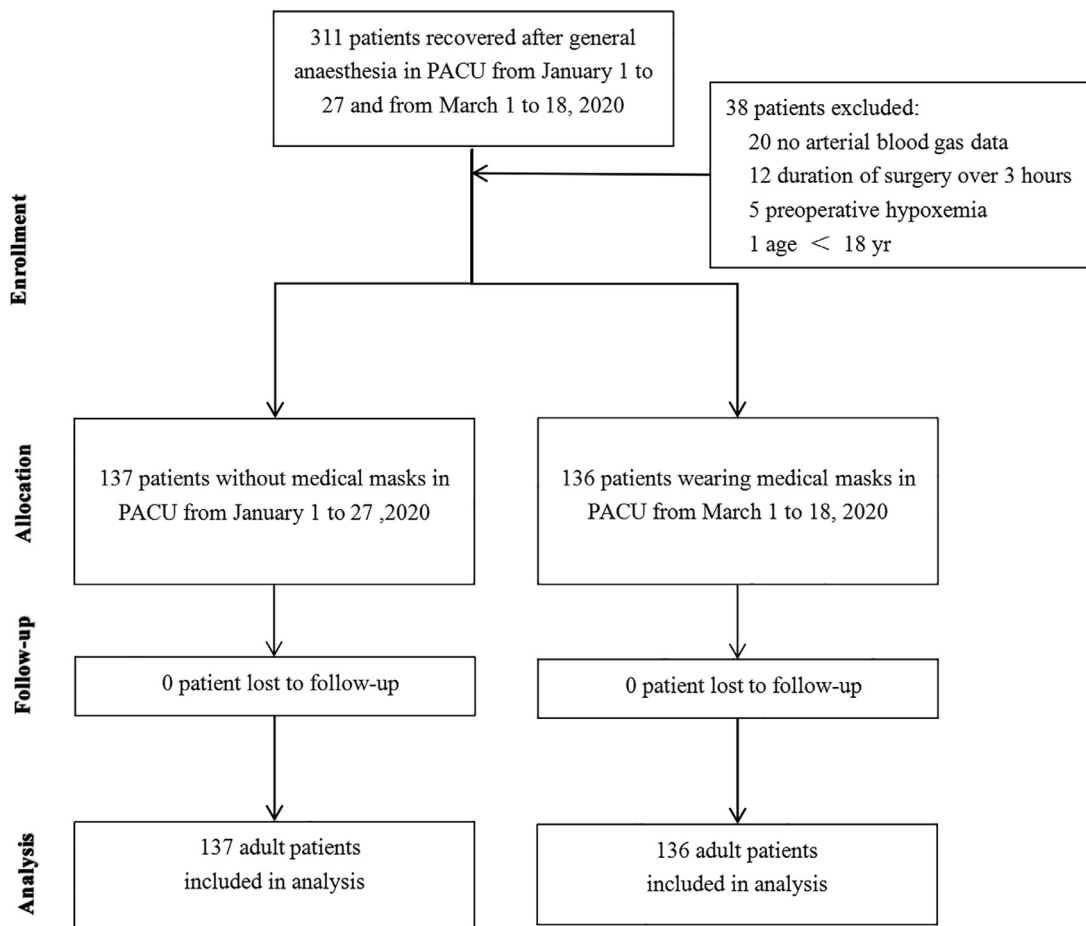 311 patients recovered after general
anaesthesia in PACU from January 1 to
27 and from March 1 to 18, 2020
38 patients excluded:
20 no arterial blood gas data
12 duration of surgery over 3 hours
5 preoperative hypoxemia
1 age < 18 yr
Enrollment
Allocation
137 patients without medical masks in
PACU from January 1 to 27 ,2020
136 patients wearing medical masks in
PACU from March 1 to 18, 2020
Follow-up
0 patient lost to follow-up
0 patient lost to follow-up
Analysis
137 adult patients
included in analysis
136 adult patients
included in analysis